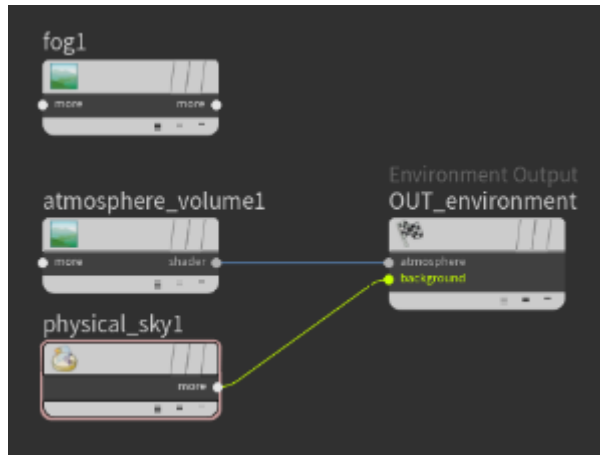 fog1
more more
Environment Output
atmosphere_volume1 OUT_environment
more shader atmosphere
background
physical_sky1
more